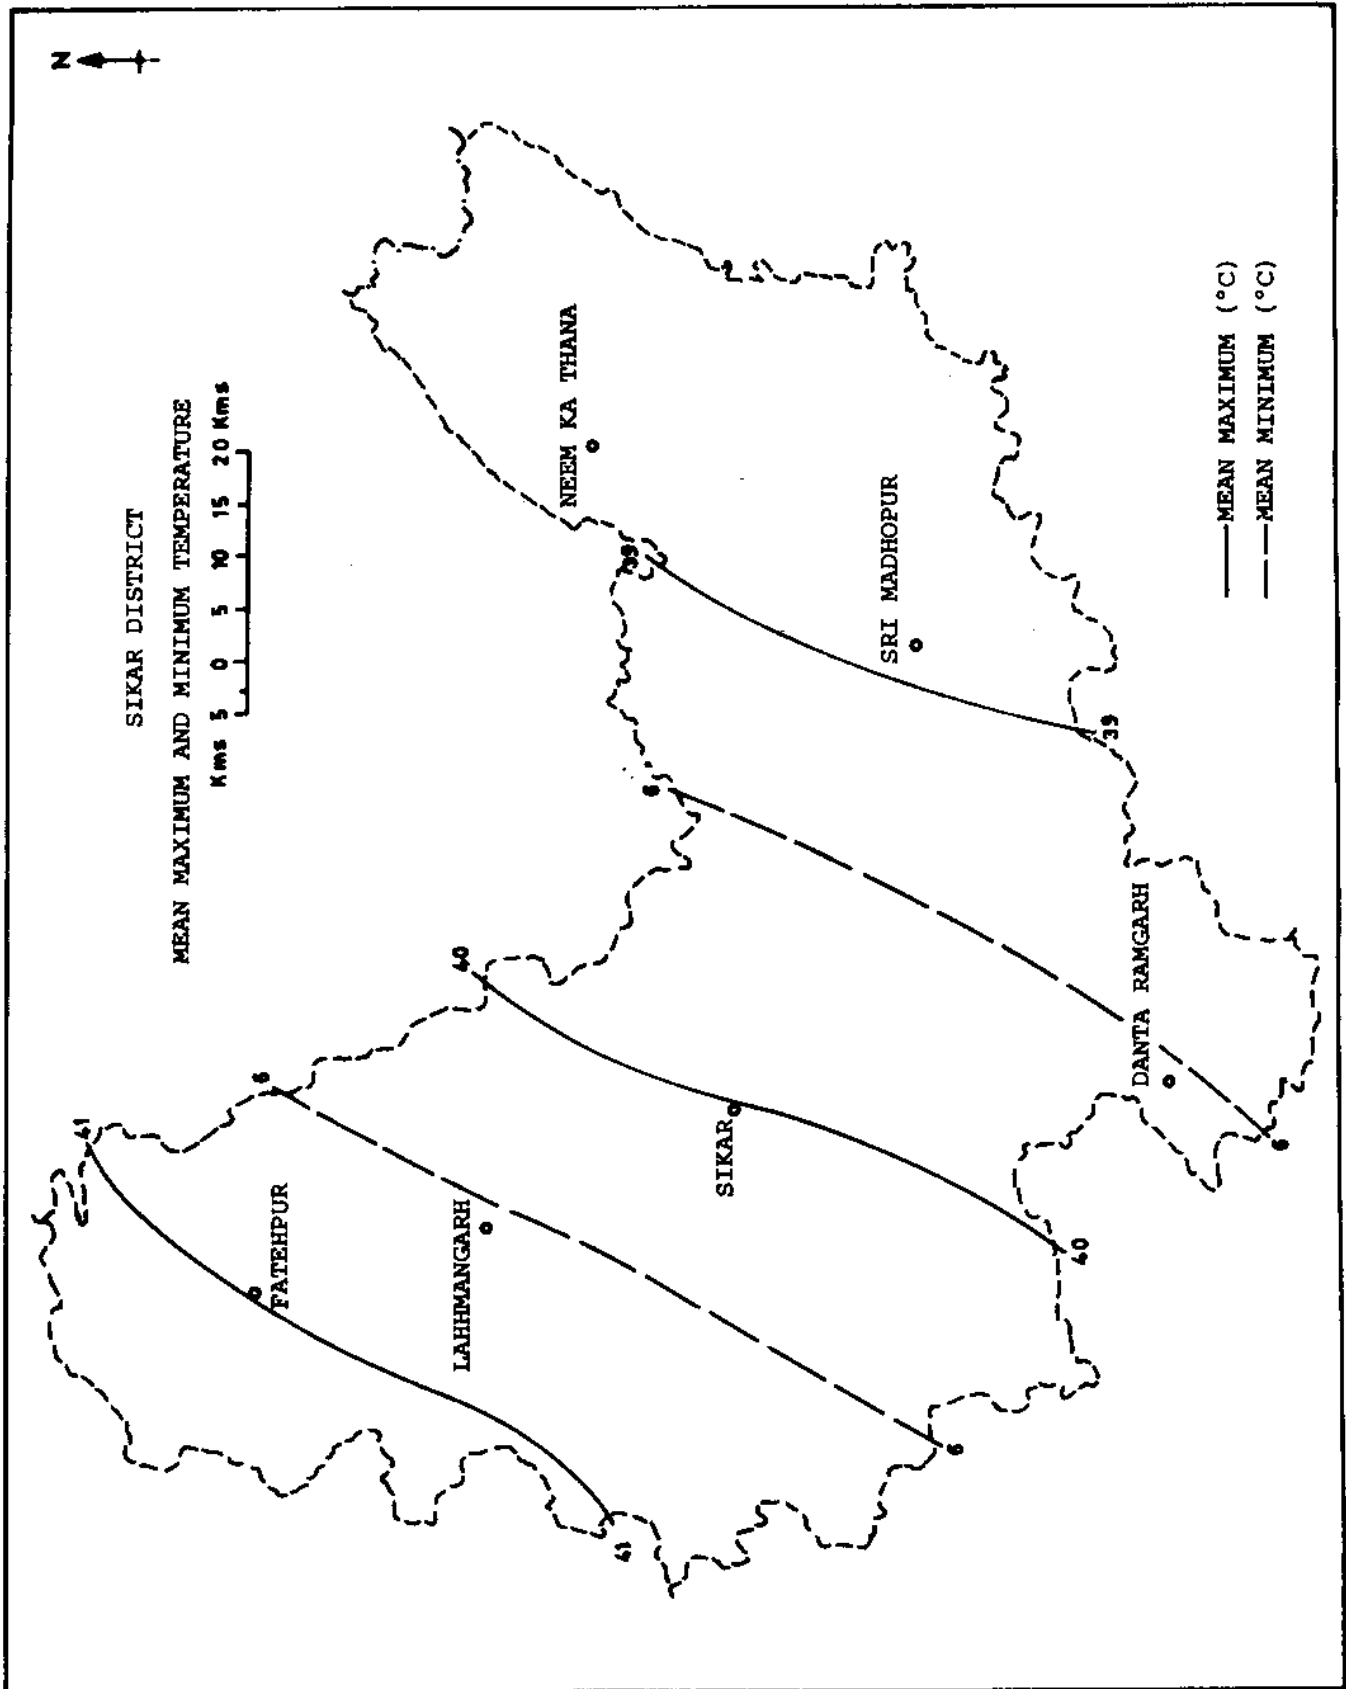 N
SIKAR DISTRICT
MEAN MAXIMUM AND MINIMUM TEMPERATURE
Kms 5 0 5 10 15 20 Kms
41
6
40
6
39
NEEM KA THANA
FATEHPUR
LAHHMANGARH
SIKAR
SRI MADHOPUR
DANTA RAMGARH
41
6
40
6
39
MEAN MAXIMUM (°C)
MEAN MINIMUM (°C)